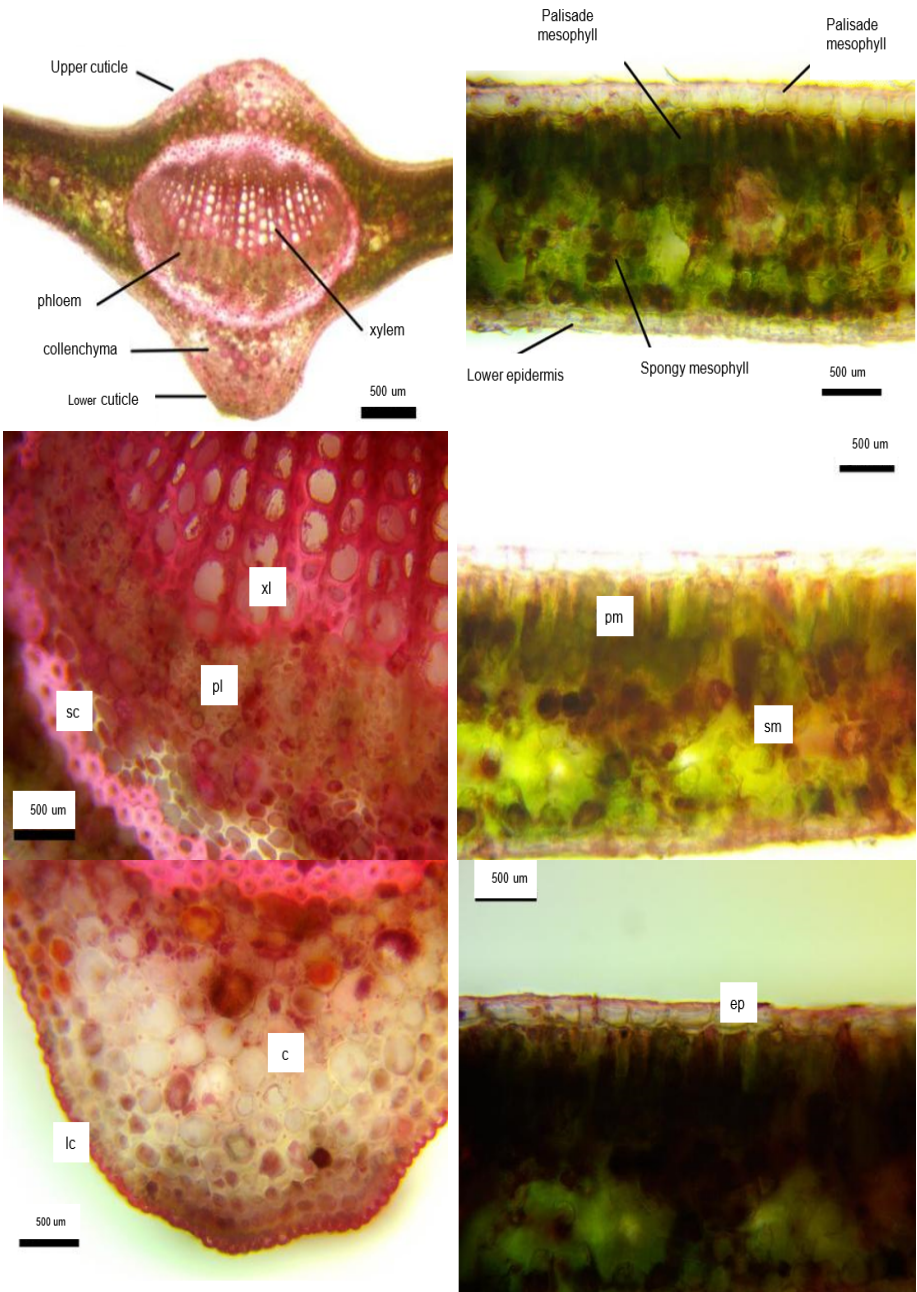 Upper cuticle
phloem
collenchyma
Lower cuticle
xylem
500 um
Palisade
mesophyll
Palisade
mesophyll
Lower epidermis
Spongy mesophyll
500 um
xl
pl
sc
500 um
500 um
pm
sm
c
lc
500 um
500 um
ep